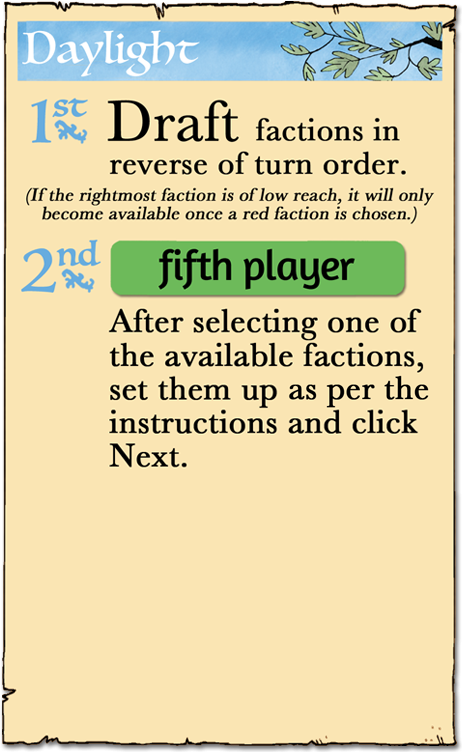 Daylight
1st Draft factions in
reverse of turn order.
(If the rightmost faction is of low reach, it will only
become available once a red faction is chosen.)
2nd fifth player
After selecting one of
the available factions,
set them up as per the
instructions and click
Next.